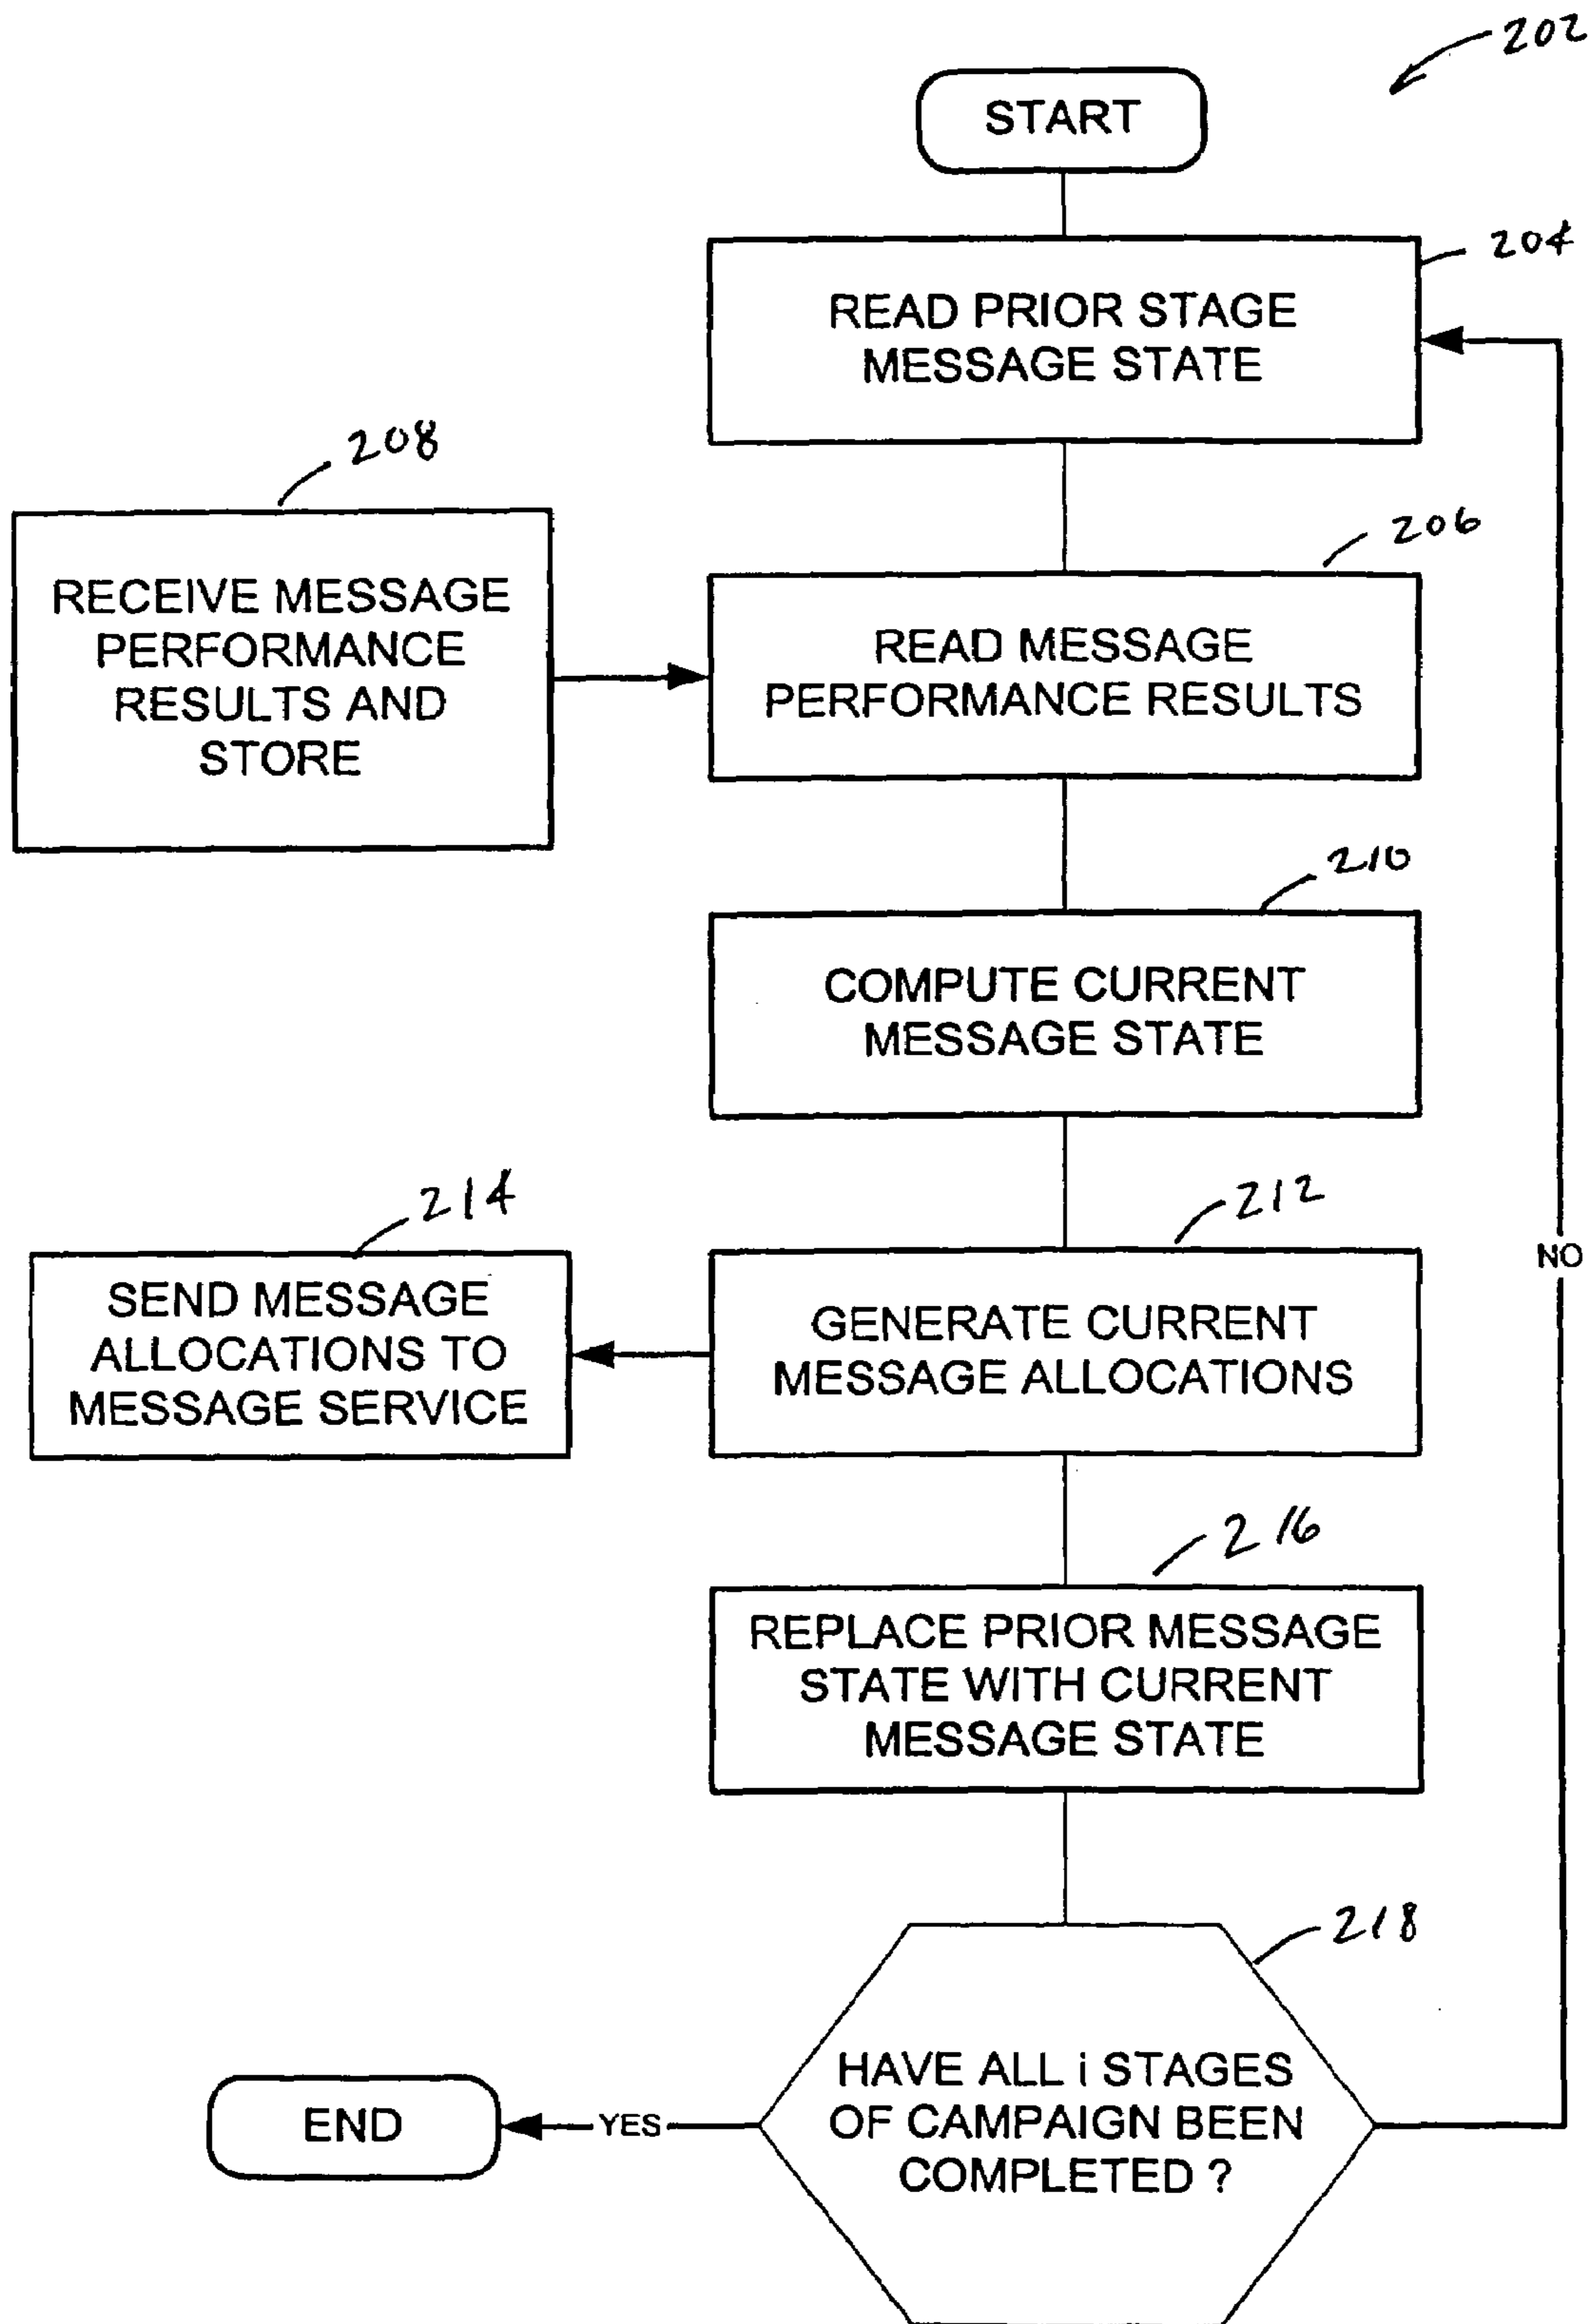 202
START
204
READ PRIOR STAGE
MESSAGE STATE
208
RECEIVE MESSAGE
PERFORMANCE
RESULTS AND
STORE
206
READ MESSAGE
PERFORMANCE RESULTS
210
COMPUTE CURRENT
MESSAGE STATE
214
SEND MESSAGE
ALLOCATIONS TO
MESSAGE SERVICE
212
GENERATE CURRENT
MESSAGE ALLOCATIONS
NO
216
REPLACE PRIOR MESSAGE
STATE WITH CURRENT
MESSAGE STATE
218
HAVE ALL i STAGES
OF CAMPAIGN BEEN
COMPLETED ?
YES
END